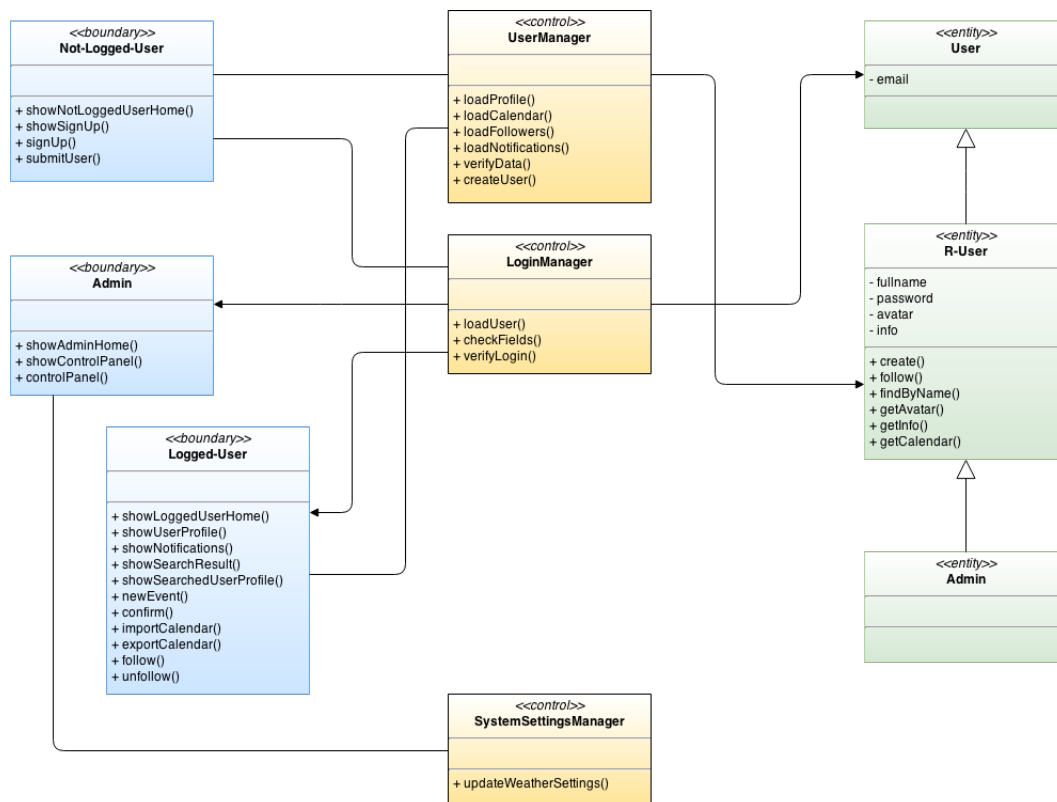 <<boundary>>
Not-Logged-User
+ showNotLoggedUserHome()
+ showSignUp()
+ signUp()
+ submitUser()
<<control>>
UserManager
+ loadProfile()
+ loadCalendar()
+ loadFollowers()
+ loadNotifications()
+ verifyData()
+ createUser()
<<entity>>
User
- email
<<boundary>>
Admin
+ showAdminHome()
+ showControlPanel()
+ controlPanel()
<<control>>
LoginManager
+ loadUser()
+ checkFields()
+ verifyLogin()
<<entity>>
R-User
- fullname
- password
- avatar
- info
+ create()
+ follow()
+ findByName()
+ getAvatar()
+ getInfo()
+ getCalendar()
<<boundary>>
Logged-User
+ showLoggedUserHome()
+ showUserProfile()
+ showNotifications()
+ showSearchResult()
+ showSearchedUserProfile()
+ newEvent()
+ confirm()
+ importCalendar()
+ exportCalendar()
+ follow()
+ unfollow()
<<entity>>
Admin
<<control>>
SystemSettingsManager
+ updateWeatherSettings()